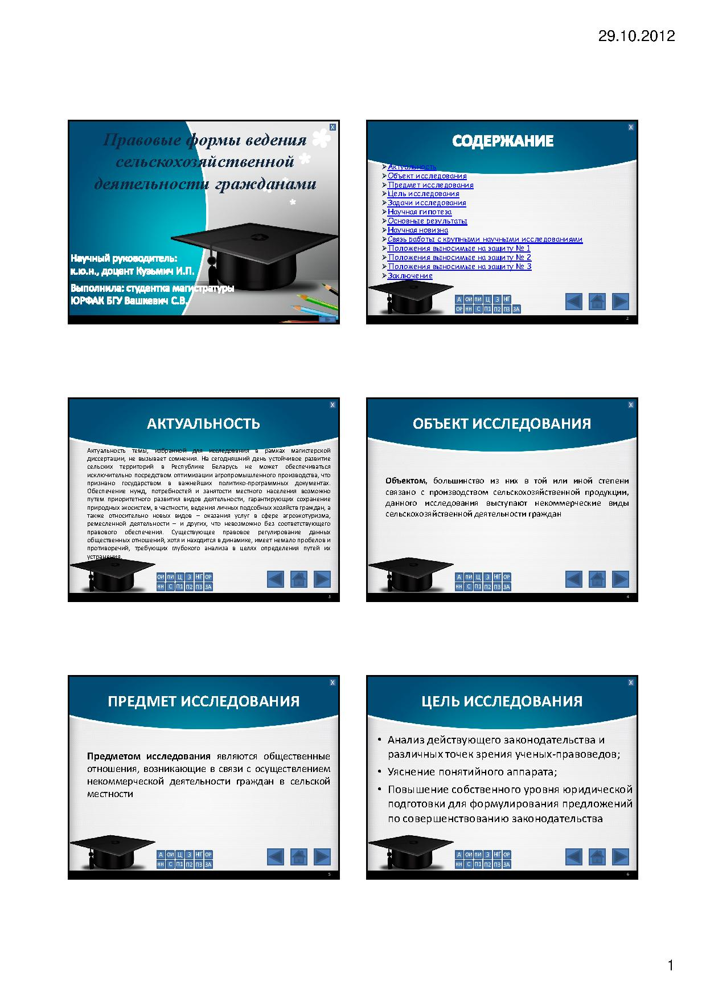 29.10.2012
X
Правовые формы ведения
сельскохозяйственной
деятельности гражданами
Научный руководитель:
к.ю.н., доцент Кузьмич И.П.
Выполнила: студентка магистратуры
ЮРФАК БГУ Вашкевич С.В.
X
СОДЕРЖАНИЕ
➢Актуальность
➢Объект исследования
➢Предмет исследования
➢Цель исследования
➢Задачи исследования
➢Научная гипотеза
➢Основные результаты
➢Научная новизна
➢Связь работы с крупными научными исследованиями
➢Положения выносимые на защиту № 1
➢Положения выносимые на защиту № 2
➢Положения выносимые на защиту № 3
➢Заключение
А ОИ ПИ Ц З НГ
ОР НН С П1 П2 П3 ЗА
2
X
АКТУАЛЬНОСТЬ
Актуальность темы, избранной для исследования в рамках магистерской
диссертации, не вызывает сомнения. На сегодняшний день устойчивое развитие
сельских территорий в Республике Беларусь не может обеспечиваться
исключительно посредством оптимизации агропромышленного производства, что
признано государством в важнейших политико-программных документах.
Обеспечение нужд, потребностей и занятости местного населения возможно
путем приоритетного развития видов деятельности, гарантирующих сохранение
природных экосистем, в частности, ведения личных подсобных хозяйств граждан, а
также относительно новых видов – оказания услуг в сфере агроэкотуризма,
ремесленной деятельности – и других, что невозможно без соответствующего
правового обеспечения. Существующее правовое регулирование данных
общественных отношений, хотя и находится в динамике, имеет немало пробелов и
противоречий, требующих глубокого анализа в целях определения путей их
устранения.
ОИ ПИ Ц З НГ ОР
НН С П1 П2 П3 ЗА
3
X
ОБЪЕКТ ИССЛЕДОВАНИЯ
Объектом, большинство из них в той или иной степени
связано с производством сельскохозяйственной продукции,
данного исследования выступают некоммерческие виды
сельскохозяйственной деятельности граждан
А ПИ Ц З НГ ОР
НН С П1 П2 П3 ЗА
4
X
ПРЕДМЕТ ИССЛЕДОВАНИЯ
Предметом исследования являются общественные
отношения, возникающие в связи с осуществлением
некоммерческой деятельности граждан в сельской
местности
А ОИ Ц З НГ ОР
НН С П1 П2 П3 ЗА
5
X
ЦЕЛЬ ИССЛЕДОВАНИЯ
• Анализ действующего законодательства и
различных точек зрения ученых-правоведов;
• Уяснение понятийного аппарата;
• Повышение собственного уровня юридической
подготовки для формулирования предложений
по совершенствованию законодательства
А ОИ ПИ З НГ ОР
НН С П1 П2 П3 ЗА
6
1